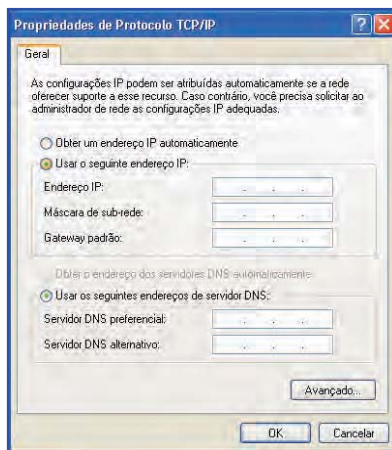 Propriedades de Protocolo TCP/IP
Geral
As configurações IP podem ser atribuídas automaticamente se a rede
oferecer suporte a esse recurso. Caso contrário, você precisa solicitar ao
administrador de rede as configurações IP adequadas.
Obter um endereço IP automaticamente
Usar o seguinte endereço IP:
Endereço IP:
Máscara de sub-rede:
Gateway padrão:
Obter o endereço dos servidores DNS automaticamente
Usar os seguintes endereços de servidor DNS:
Servidor DNS preferencial:
Servidor DNS alternativo:
Avançado...
OK Cancelar